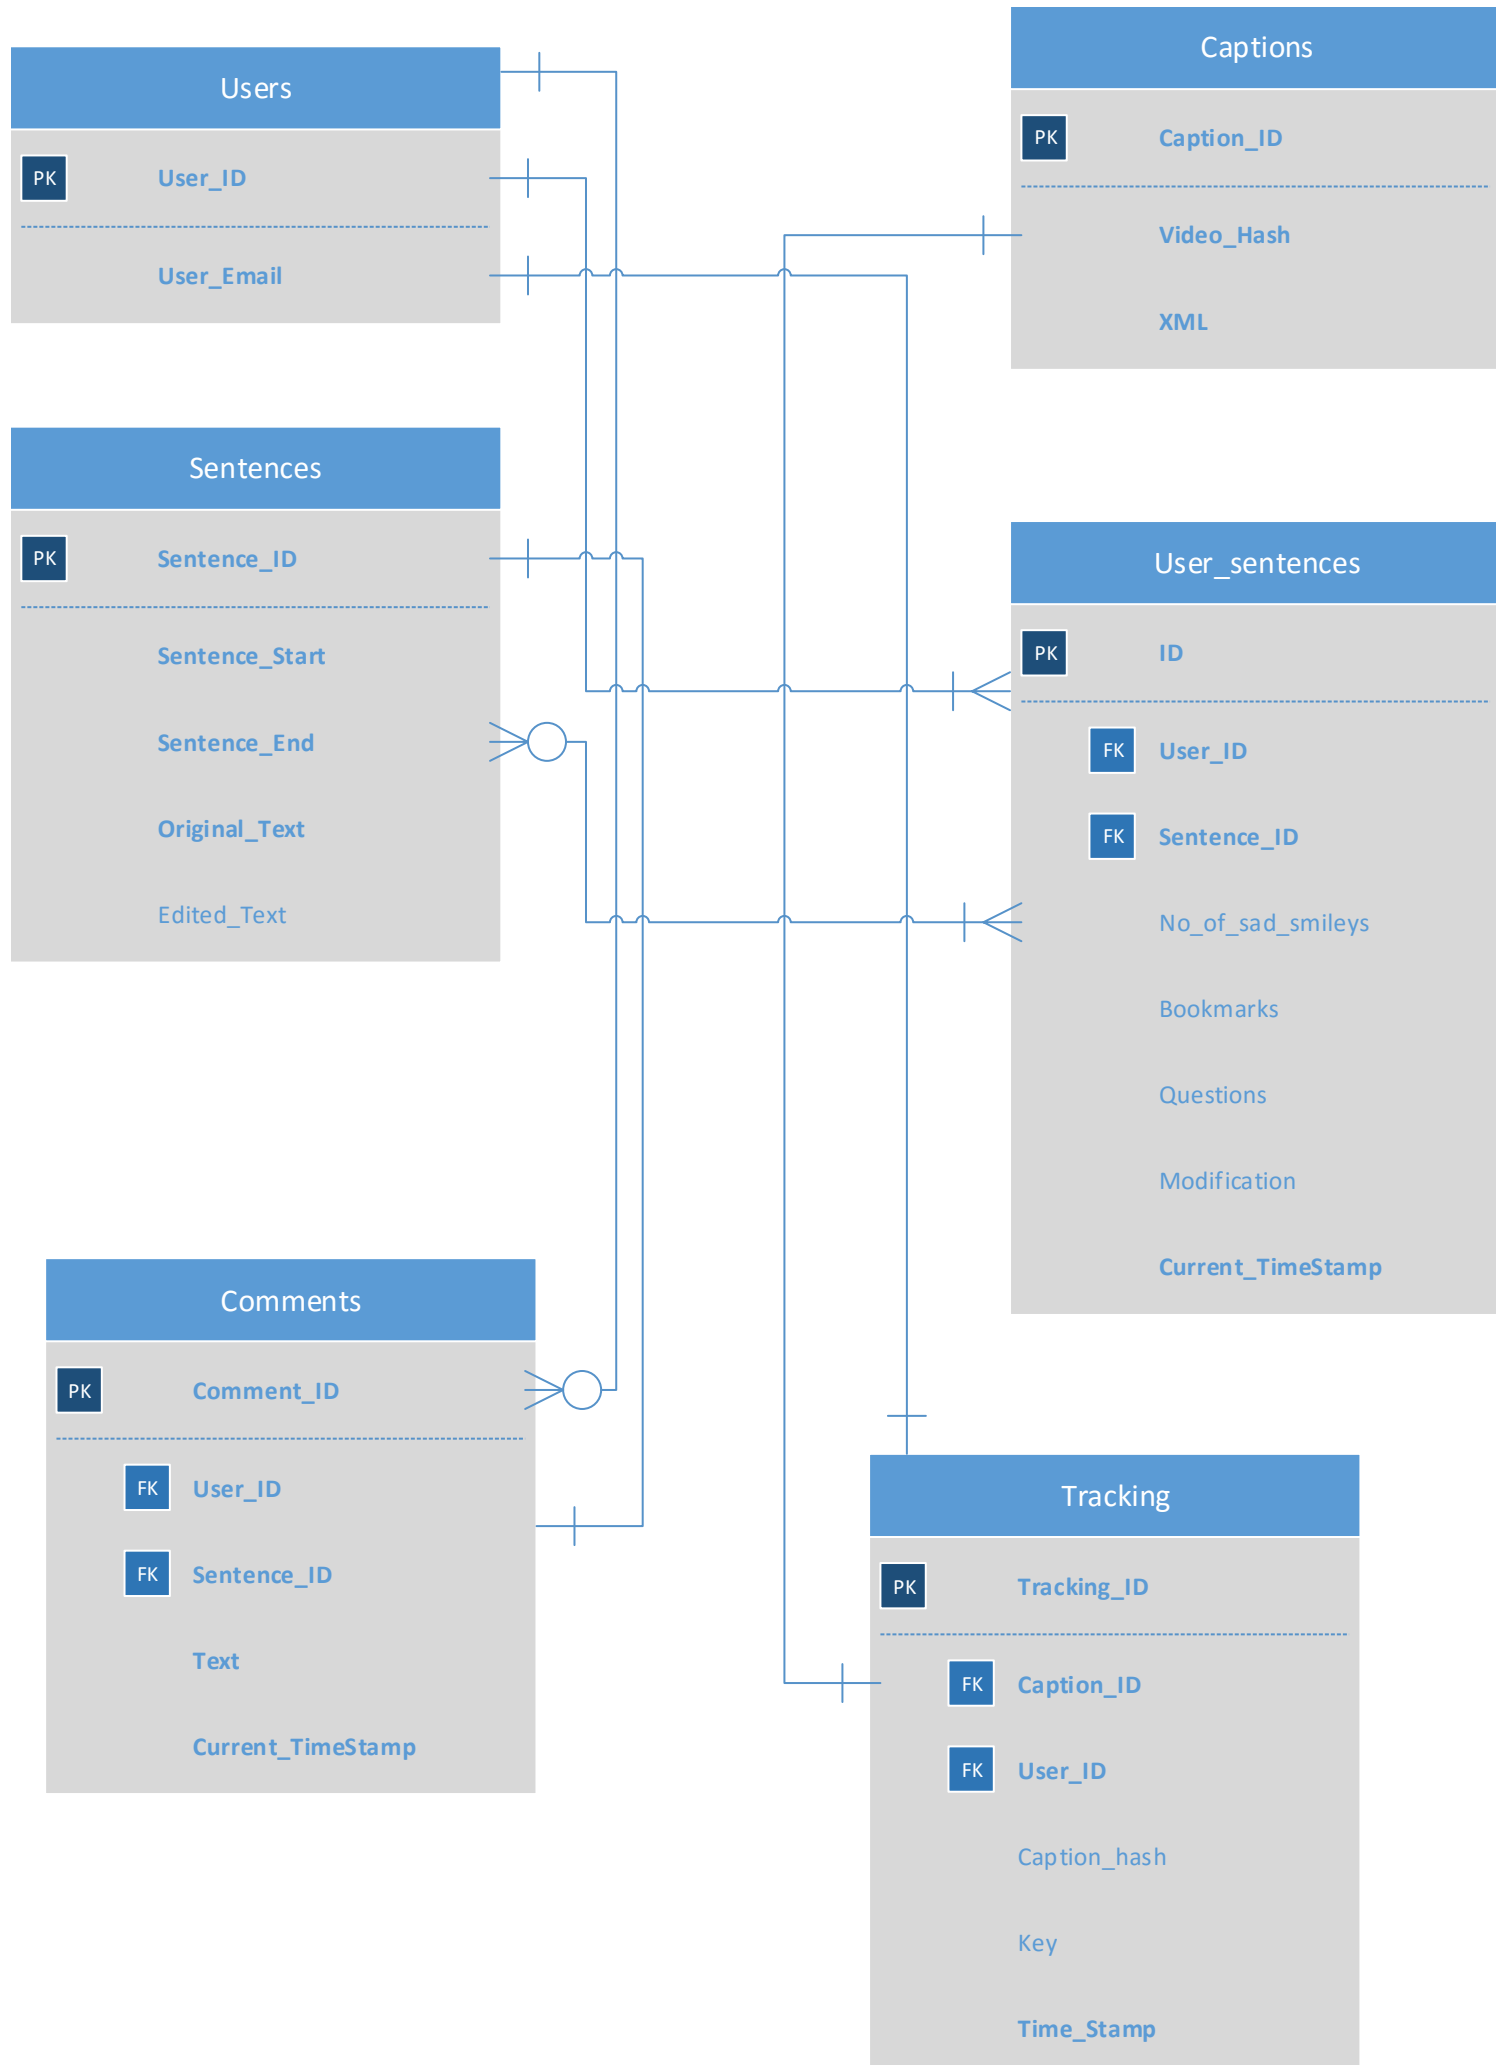 Users
PK User_ID
User_Email
Captions
PK Caption_ID
Video_Hash
XML
Sentences
PK Sentence_ID
Sentence_Start
Sentence_End
Original_Text
Edited_Text
User_sentences
PK ID
FK User_ID
FK Sentence_ID
No_of_sad_smileys
Bookmarks
Questions
Modification
Current_TimeStamp
Comments
PK Comment_ID
FK User_ID
FK Sentence_ID
Text
Current_TimeStamp
Tracking
PK Tracking_ID
FK Caption_ID
FK User_ID
Caption_hash
Key
Time_Stamp